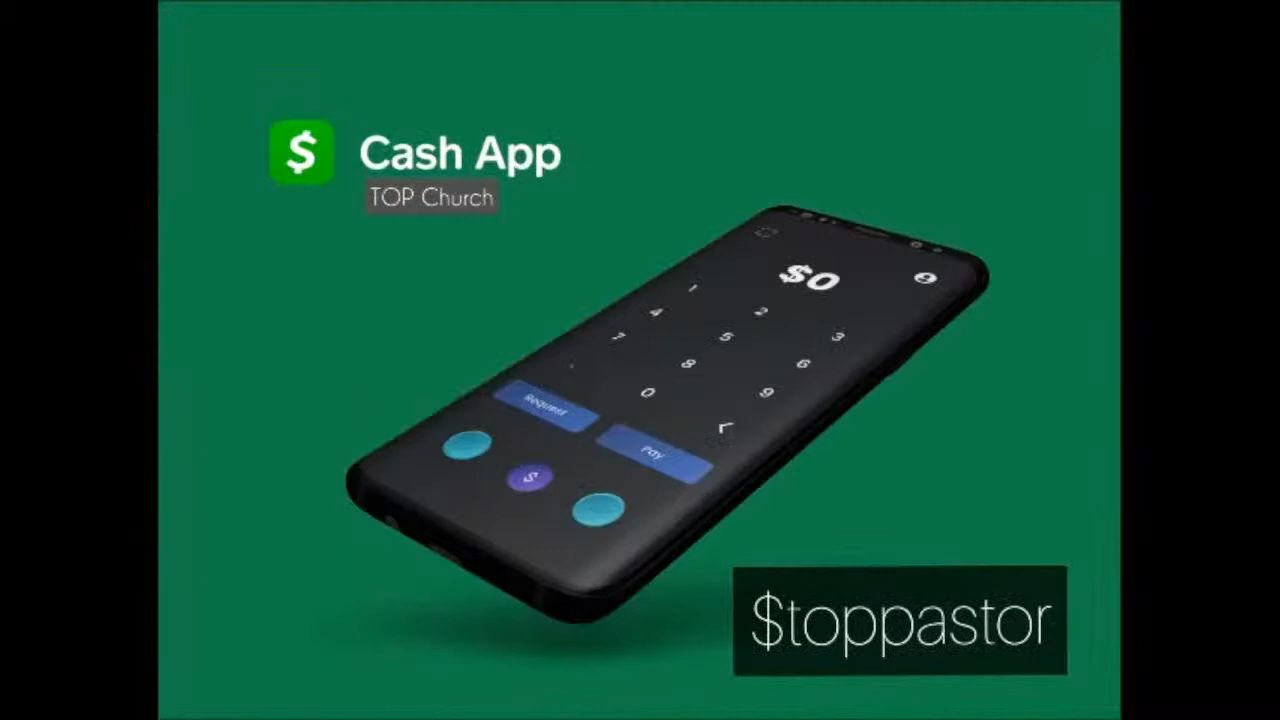 $
Cash App
TOP Church
$0
1
2
3
4
5
6
7
8
9
0
<
Request
Pay
$
$toppastor